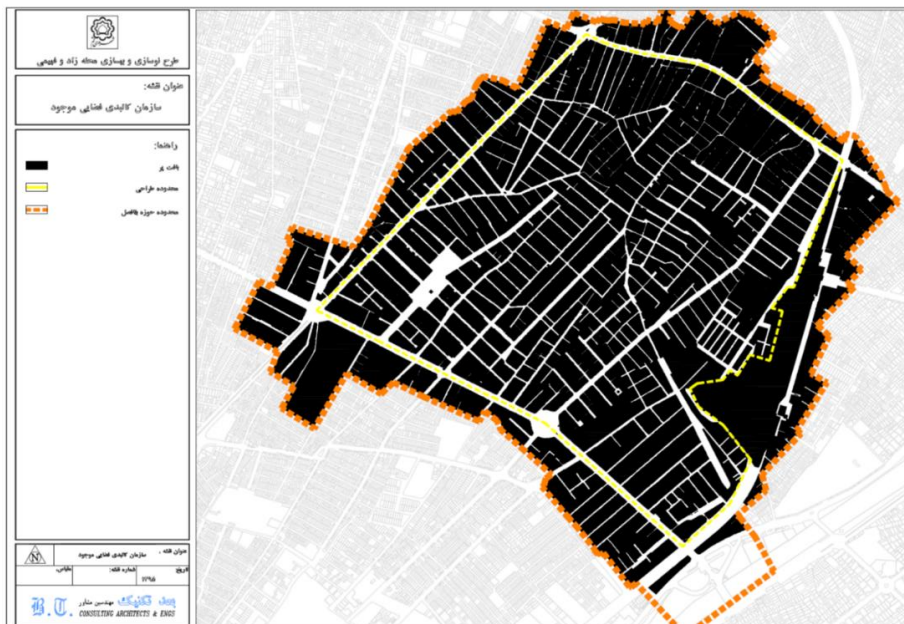 طرح نوسازی و بهسازی محله زاد و فهیمی
عنوان نقشه:
سازمان کالبدی فضایی موجود
راهنما:
بافت پر
محدوده طراحی
محدوده حوزه بلافصل
عنوان نقشه :
سازمان کالبدی فضایی موجود
N
تاریخ:
شماره نقشه:
مقیاس:
مهندسین مشاور
B.T. CONSULTING ARCHITECTS & ENGS